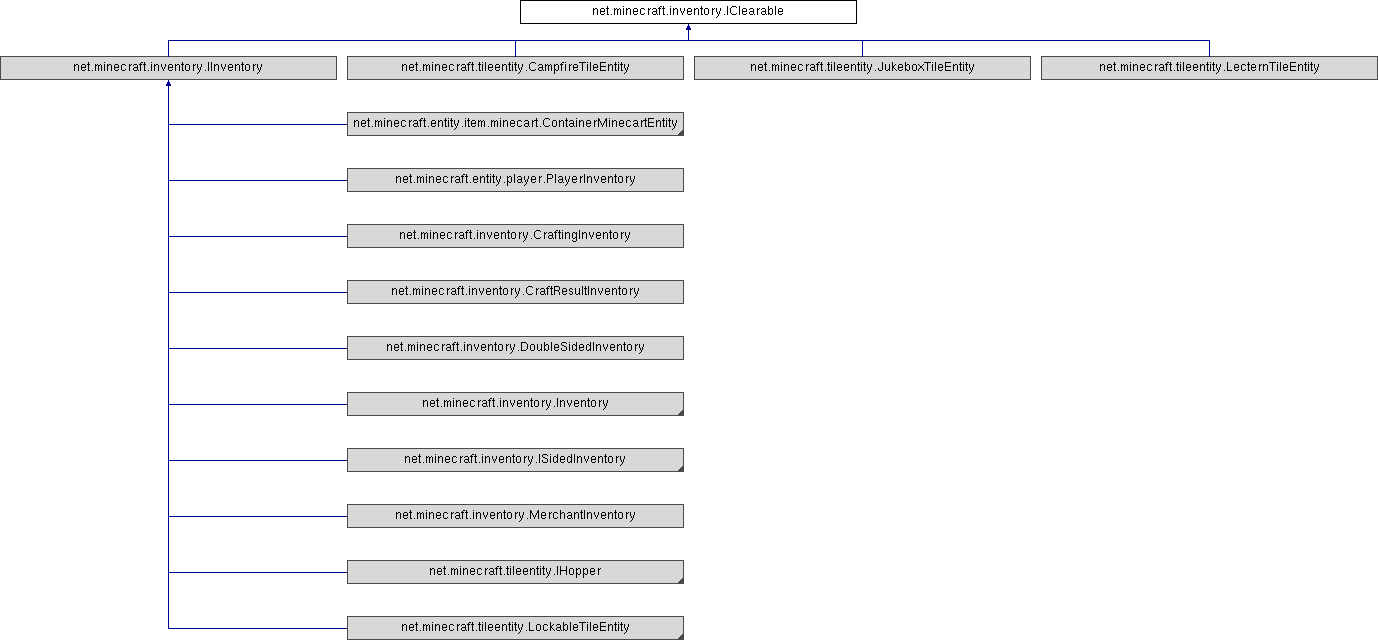 net.minecraft.inventory.IClearable
net.minecraft.inventory.IInventory
net.minecraft.tileentity.CampfireTileEntity
net.minecraft.tileentity.JukeboxTileEntity
net.minecraft.tileentity.LecternTileEntity
net.minecraft.entity.item.minecart.ContainerMinecartEntity
net.minecraft.entity.player.PlayerInventory
net.minecraft.inventory.CraftingInventory
net.minecraft.inventory.CraftResultInventory
net.minecraft.inventory.DoubleSidedInventory
net.minecraft.inventory.Inventory
net.minecraft.inventory.ISidedInventory
net.minecraft.inventory.MerchantInventory
net.minecraft.tileentity.IHopper
net.minecraft.tileentity.LockableTileEntity